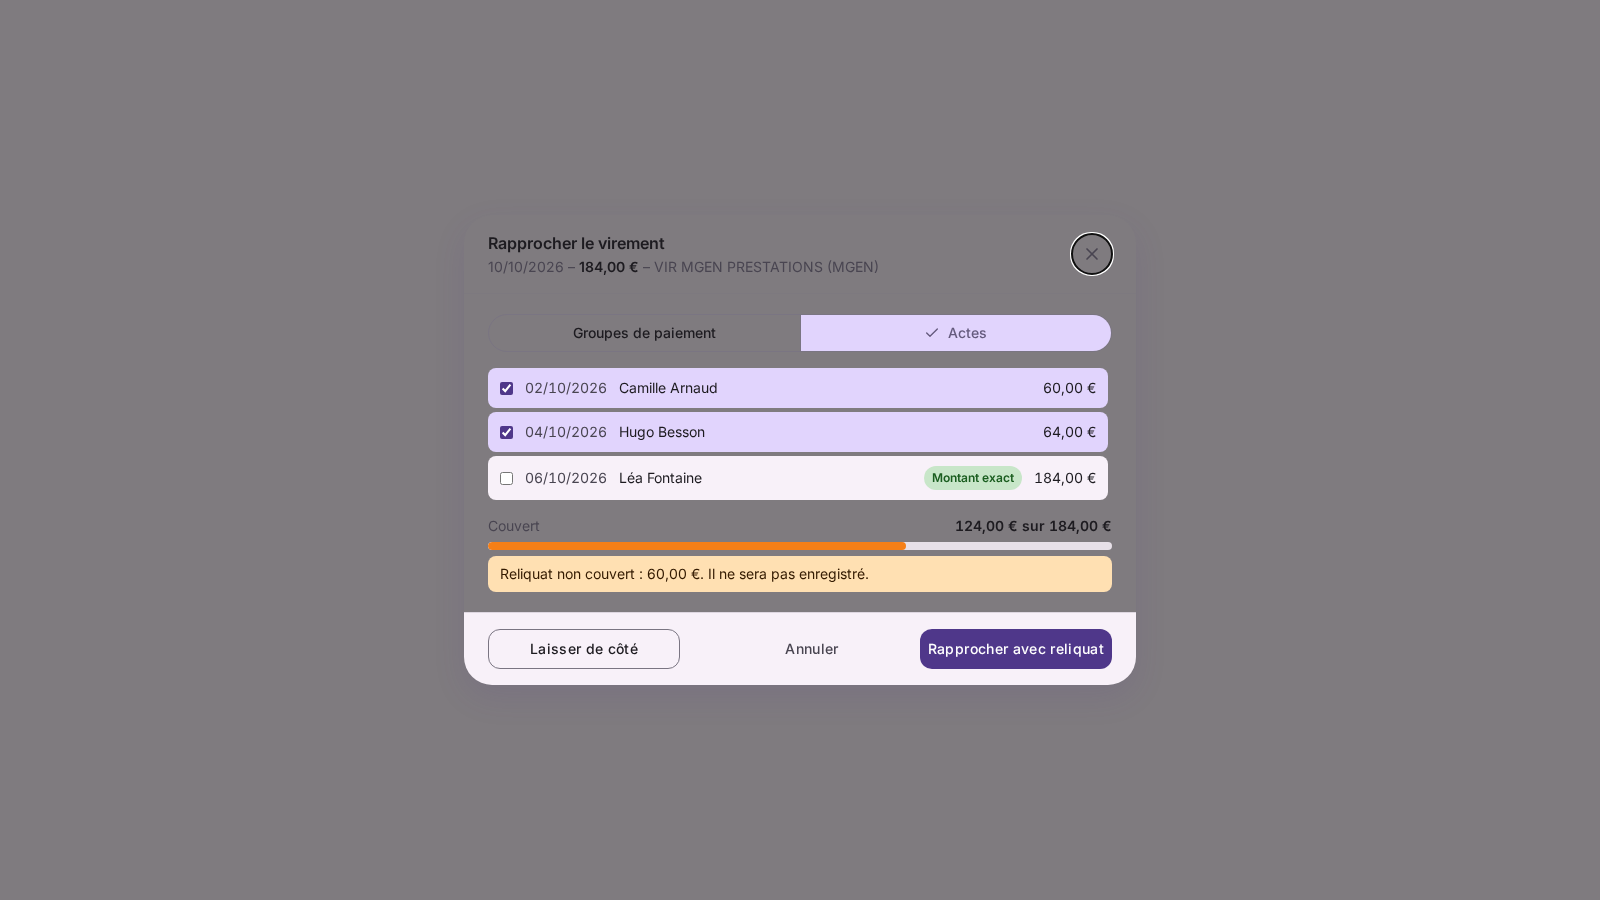 Rapprocher le virement
10/10/2026 – 184,00 € – VIR MGEN PRESTATIONS (MGEN)
Groupes de paiement
Actes
02/10/2026 Camille Arnaud 60,00 €
04/10/2026 Hugo Besson 64,00 €
06/10/2026 Léa Fontaine Montant exact 184,00 €
Couvert 124,00 € sur 184,00 €
Reliquat non couvert : 60,00 €. Il ne sera pas enregistré.
Laisser de côté Annuler Rapprocher avec reliquat